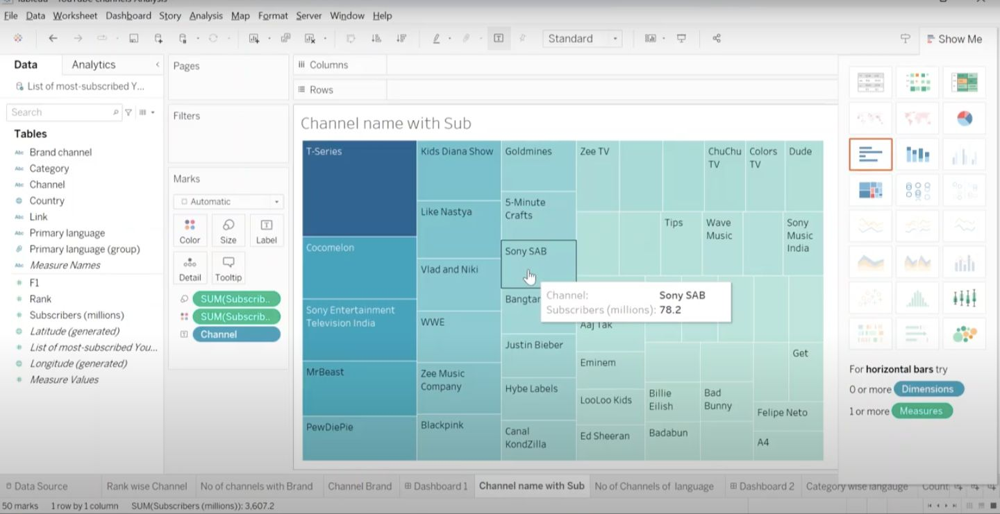 File Data Worksheet Dashboard Story Analysis Map Format Server Window Help
Standard
Show Me
Data Analytics
List of most-subscribed Y...
Search
Tables
Abc Brand channel
Abc Category
Abc Channel
Country
Abc Link
Abc Primary language
Primary language (group)
Abc Measure Names
# F1
# Rank
# Subscribers (millions)
Latitude (generated)
# List of most-subscribed You...
Longitude (generated)
# Measure Values
Pages
Filters
Marks
Automatic
Color Size Label
Detail Tooltip
SUM(Subscrib..
SUM(Subscrib..
Channel
Columns
Rows
Channel name with Sub
T-Series
Cocomelon
Sony Entertainment
Television India
MrBeast
PewDiePie
Kids Diana Show
Like Nastya
Vlad and Niki
WWE
Zee Music
Company
Blackpink
Goldmines
5-Minute
Crafts
Sony SAB
Bangtan
Justin Bieber
Hybe Labels
Canal
KondZilla
Zee TV
ChuChu
TV
Colors
TV
Dude
Tips
Wave
Music
Sony
Music
India
Channel: Sony SAB
Subscribers (millions): 78.2
Aaj Tak
Eminem
LooLoo Kids
Ed Sheeran
Billie
Eilish
Badabun
Bad
Bunny
Get
Felipe Neto
A4
For horizontal bars try
0 or more Dimensions
1 or more Measures
Data Source Rank wise Channel No of channels with Brand Channel Brand Dashboard 1 Channel name with Sub No of Channels of language Dashboard 2 Category wise langauge Count
50 marks 1 row by 1 column SUM(Subscribers (millions)): 3,607.2